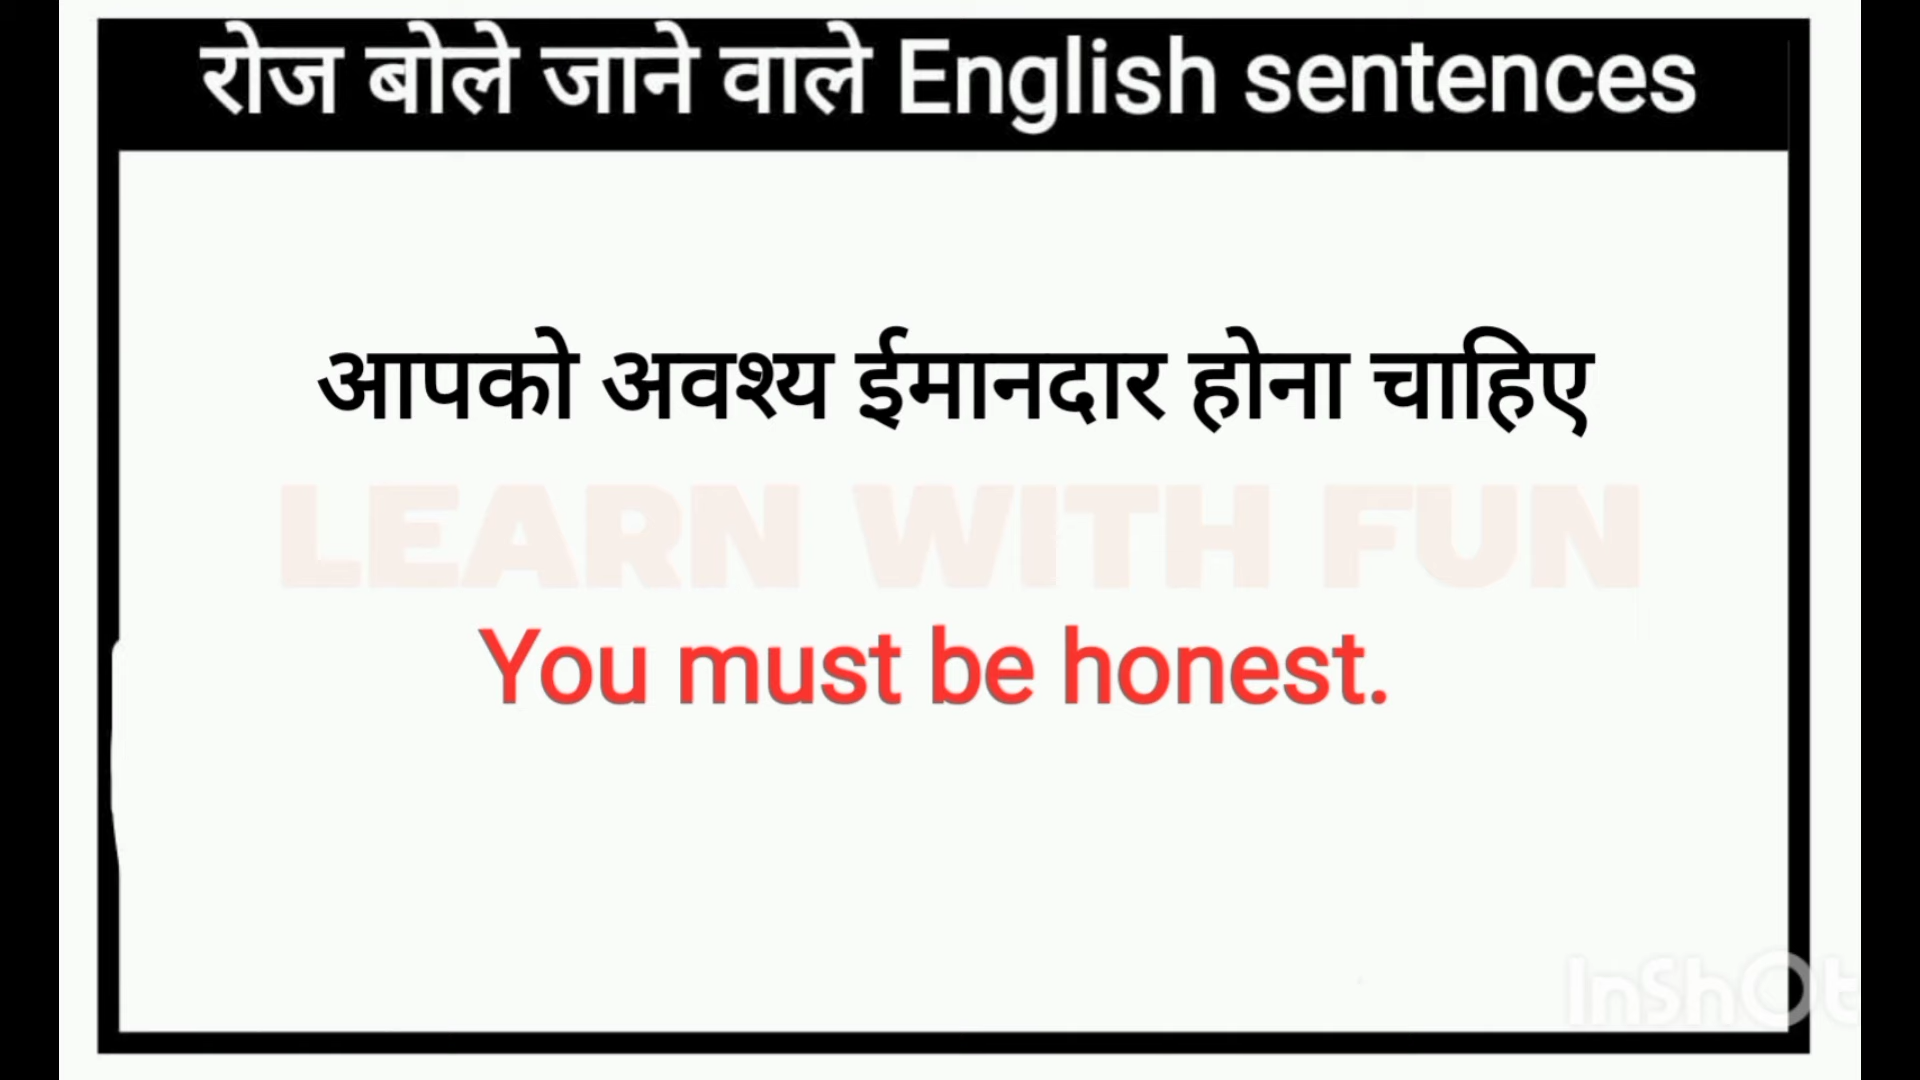 रोज बोले जाने वाले English sentences
आपको अवश्य ईमानदार होना चाहिए
LEARN WITH FUN
You must be honest.
InShOt